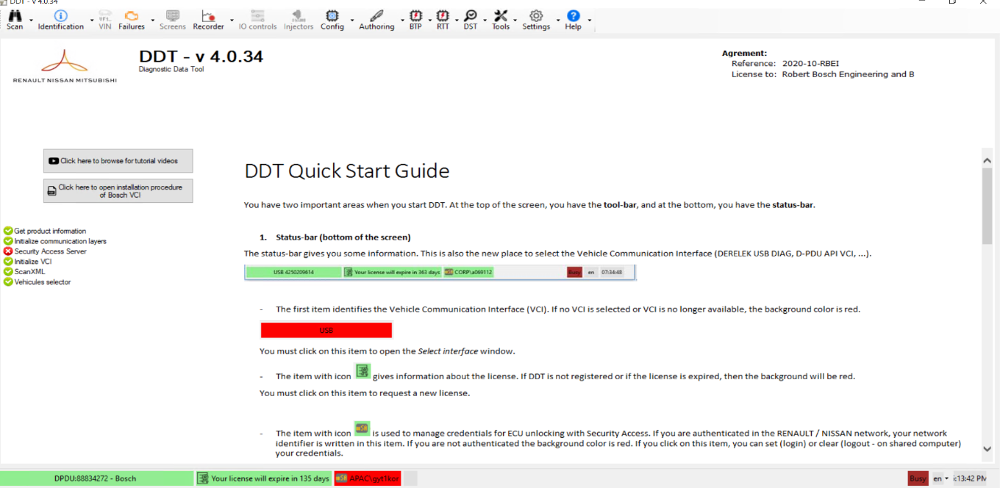 DDT - v 4.0.34
Scan Identification VIN Failures Screens Recorder IO controls Injectors Config Authoring BTP RTT DST Tools Settings Help
DDT - v 4.0.34
Diagnostic Data Tool
RENAULT NISSAN MITSUBISHI
Agrement:
Reference: 2020-10-RBEI
License to: Robert Bosch Engineering and B
Click here to browse for tutorial videos
Click here to open installation procedure
of Bosch VCI
Get product information
Initialize communication layers
Security Access Server
Initialize VCI
ScanXML
Vehicules selector
DDT Quick Start Guide
You have two important areas when you start DDT. At the top of the screen, you have the tool-bar, and at the bottom, you have the status-bar.
1. Status-bar (bottom of the screen)
The status-bar gives you some information. This is also the new place to select the Vehicle Communication Interface (DERELEK USB DIAG, D-PDU API VCI, ...).
USB 4250209614 Your license will expire in 363 days CORP\a069112 Busy en 07:34:48
- The first item identifies the Vehicle Communication Interface (VCI). If no VCI is selected or VCI is no longer available, the background color is red.
USB
You must click on this item to open the Select interface window.
- The item with icon gives information about the license. If DDT is not registered or if the license is expired, then the background will be red.
You must click on this item to request a new license.
- The item with icon is used to manage credentials for ECU unlocking with Security Access. If you are authenticated in the RENAULT / NISSAN network, your network
identifier is written in this item. If you are not authenticated the background color is red. If you click on this item, you can set (login) or clear (logout - on shared computer)
your credentials.
DPDU:88834272 - Bosch Your license will expire in 135 days APAC\gyt1kor Busy en :13:42 PM